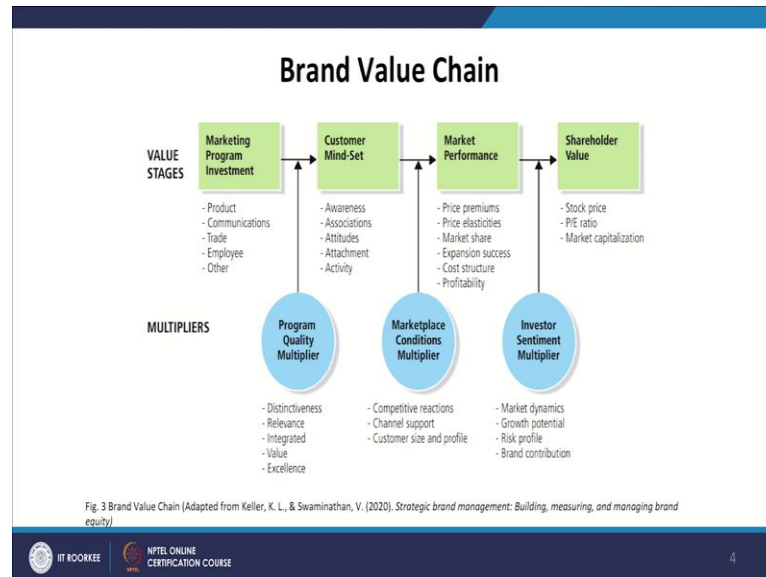 Brand Value Chain
VALUE
STAGES
Marketing
Program
Investment
- Product
- Communications
- Trade
- Employee
- Other
Customer
Mind-Set
- Awareness
- Associations
- Attitudes
- Attachment
- Activity
Market
Performance
- Price premiums
- Price elasticities
- Market share
- Expansion success
- Cost structure
- Profitability
Shareholder
Value
- Stock price
- P/E ratio
- Market capitalization
MULTIPLIERS
Program
Quality
Multiplier
- Distinctiveness
- Relevance
- Integrated
- Value
- Excellence
Marketplace
Conditions
Multiplier
- Competitive reactions
- Channel support
- Customer size and profile
Investor
Sentiment
Multiplier
- Market dynamics
- Growth potential
- Risk profile
- Brand contribution
Fig. 3 Brand Value Chain (Adapted from Keller, K. L., & Swaminathan, V. (2020). Strategic brand management: Building, measuring, and managing brand
equity)
IIT ROORKEE
NPTEL
NPTEL ONLINE
CERTIFICATION COURSE
4